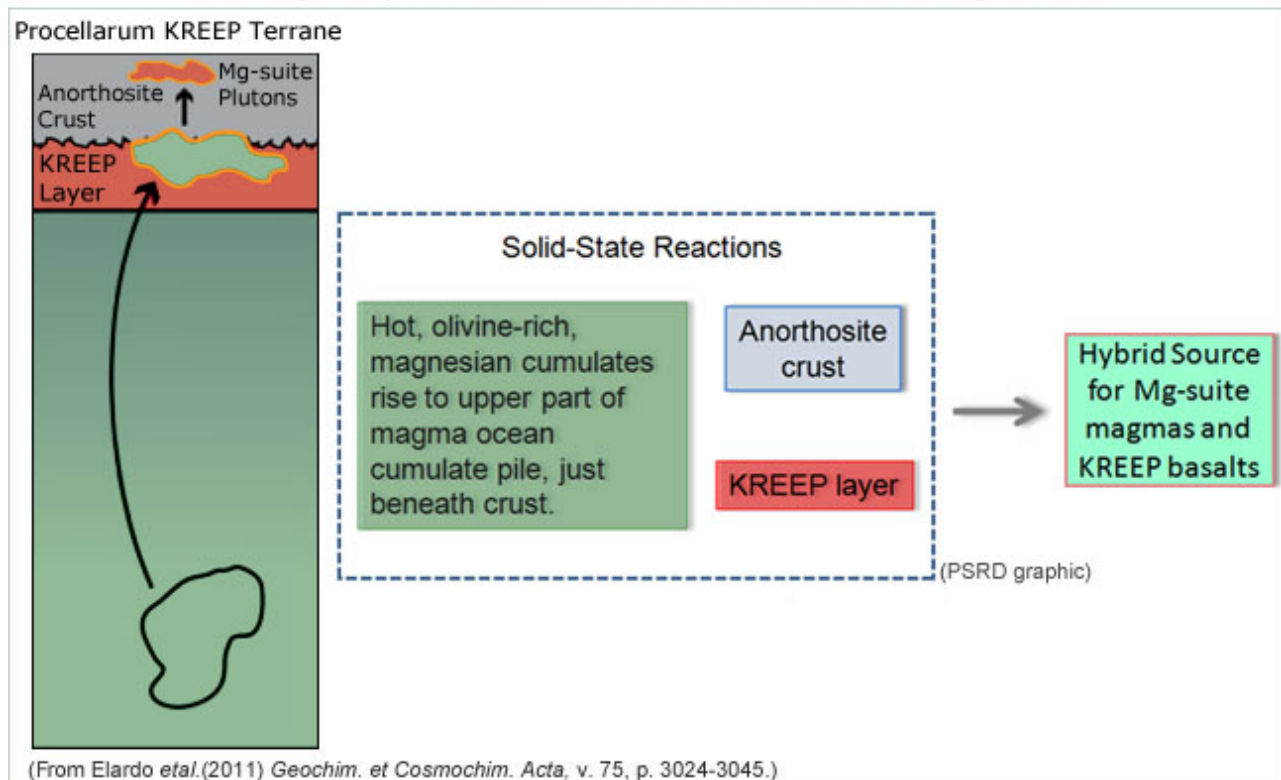 Procellarum KREEP Terrane
Mg-suite
Plutons
Anorthosite
Crust
KREEP
Layer
Solid-State Reactions
Hot, olivine-rich,
magnesian cumulates
rise to upper part of
magma ocean
cumulate pile, just
beneath crust.
Anorthosite
crust
KREEP layer
Hybrid Source
for Mg-suite
magmas and
KREEP basalts
(PSRD graphic)
(From Elardo etal.(2011) Geochim. et Cosmochim. Acta, v. 75, p. 3024-3045.)